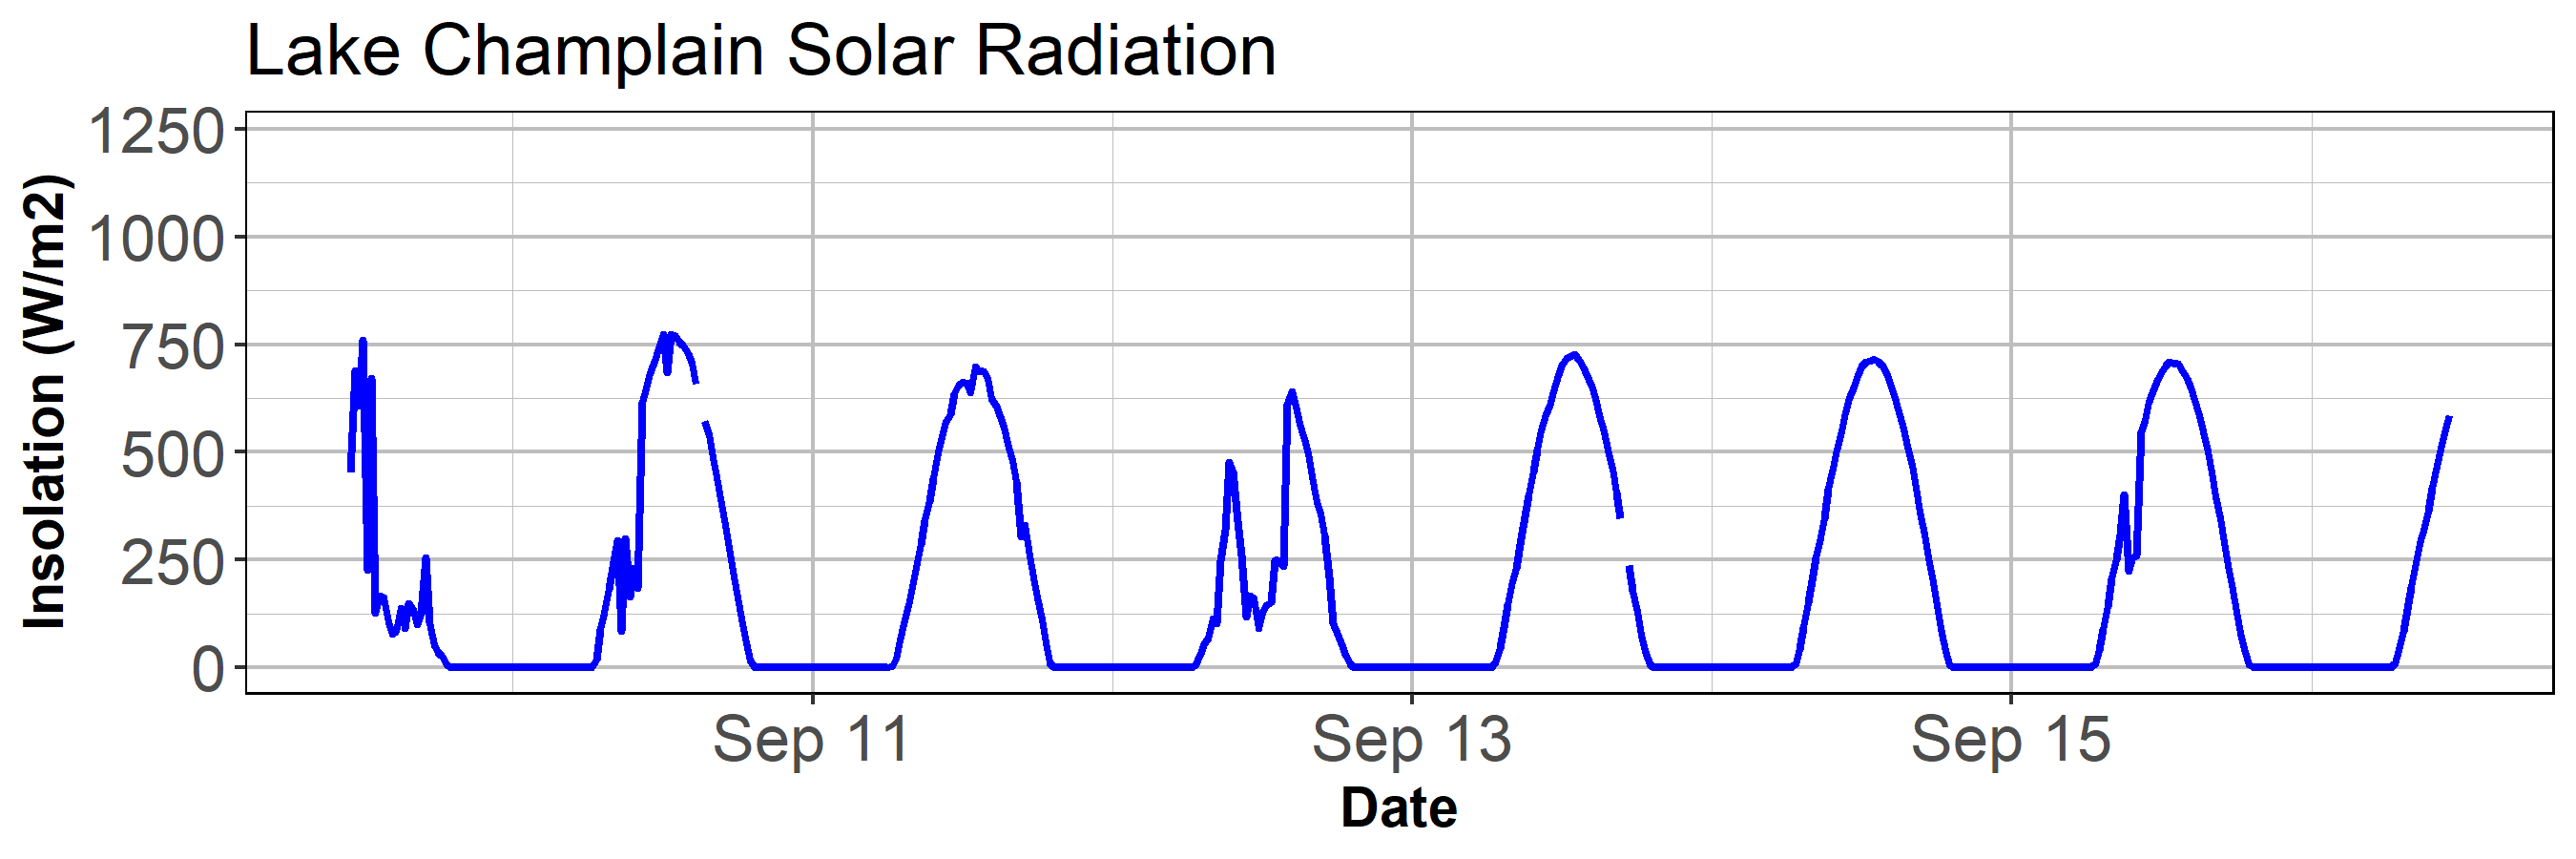 Lake Champlain Solar Radiation
Insolation (W/m2)
1250
1000
750
500
250
0
Sep 11
Sep 13
Sep 15
Date